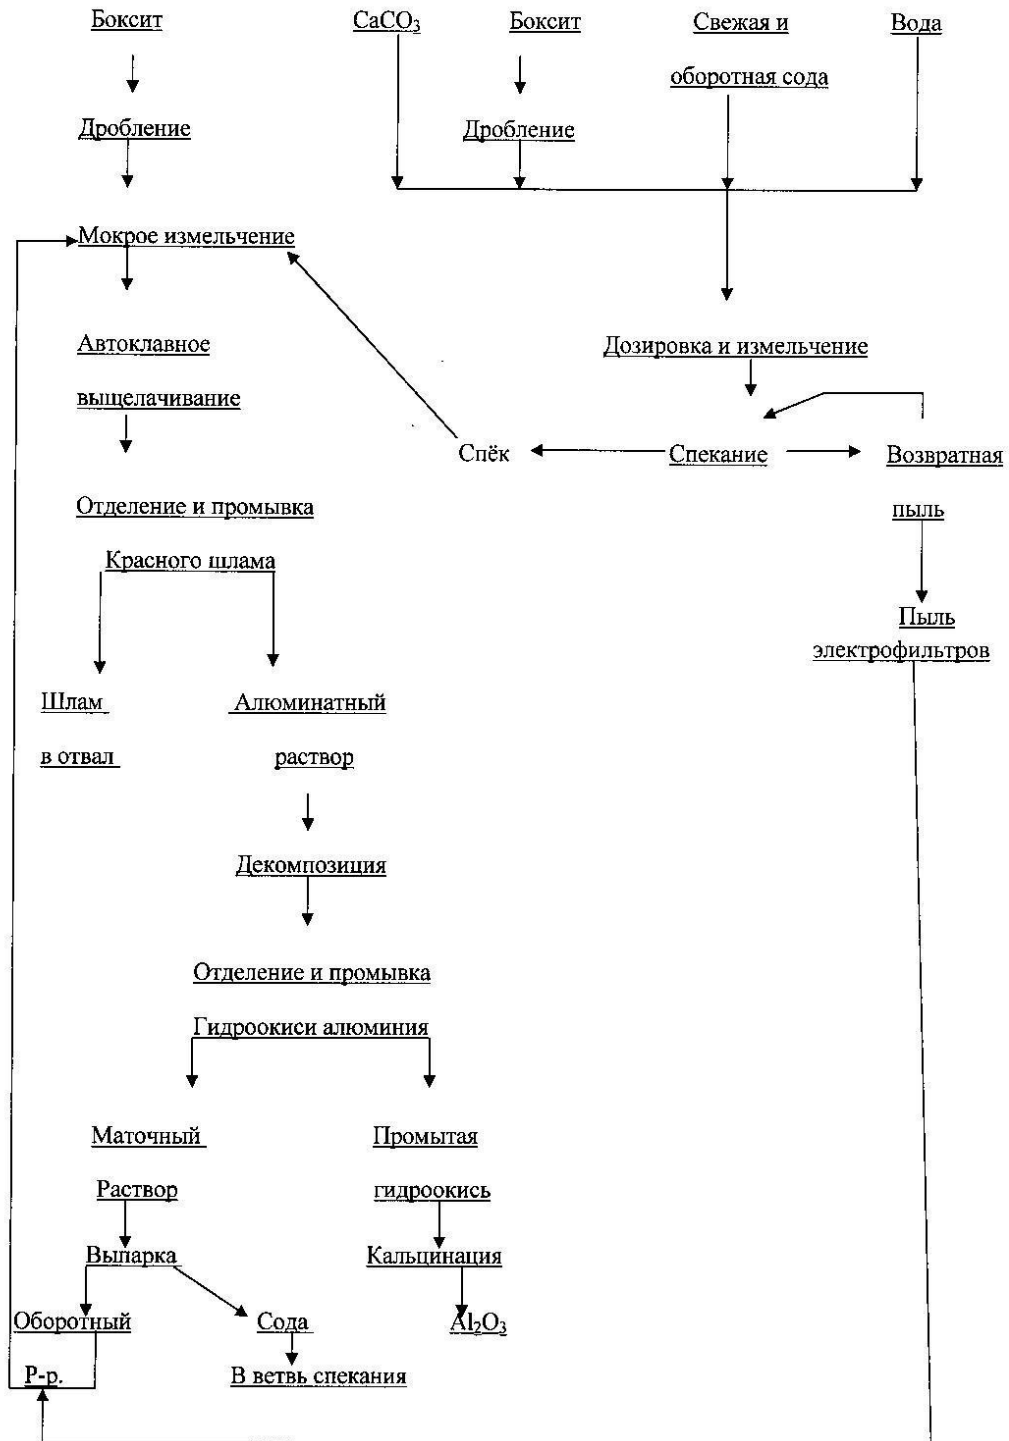 Боксит
CaCO₃
Боксит
Свежая и
оборотная сода
Вода
Дробление
Дробление
Мокрое измельчение
Дозировка и измельчение
Автоклавное
выщелачивание
Спёк
Спекание
Возвратная
пыль
Отделение и промывка
Красного шлама
Пыль
электрофильтров
Шлам
в отвал
Алюминатный
раствор
Декомпозиция
Отделение и промывка
Гидроокиси алюминия
Маточный
Раствор
Промытая
гидроокись
Выпарка
Кальцинация
Оборотный
Р-р.
Сода
В ветвь спекания
Al₂O₃